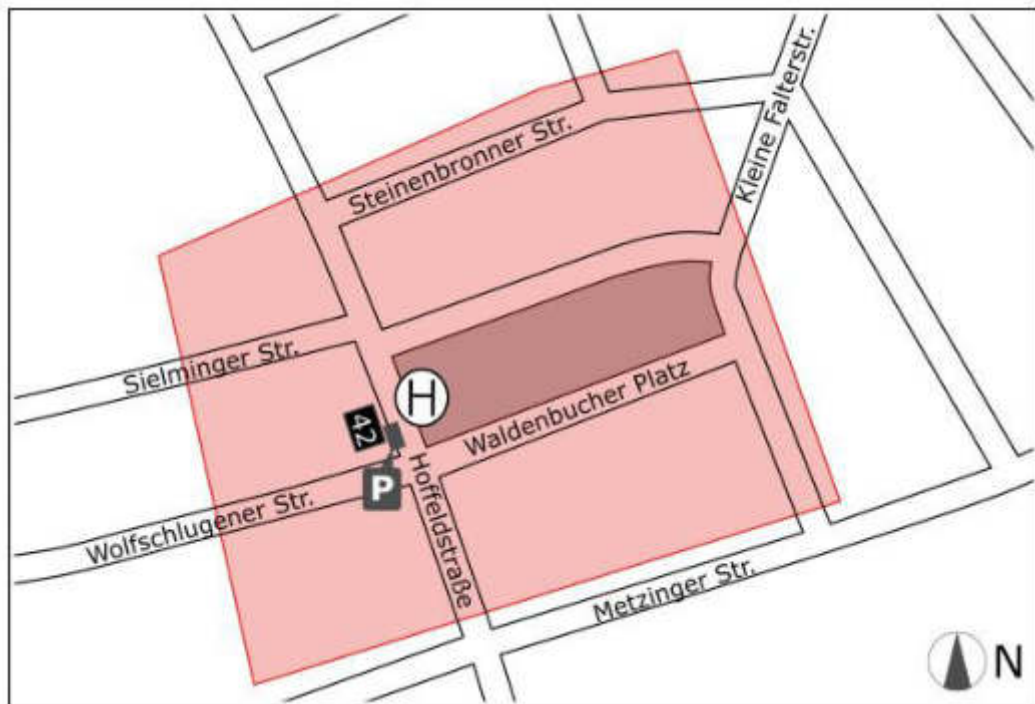 Kleine Falterstr.
Steinenbronner Str.
Sielminger Str.
H
Waldenbucher Platz
42
P
Hoffeldstraße
Wolfschlugener Str.
Metzinger Str.
N